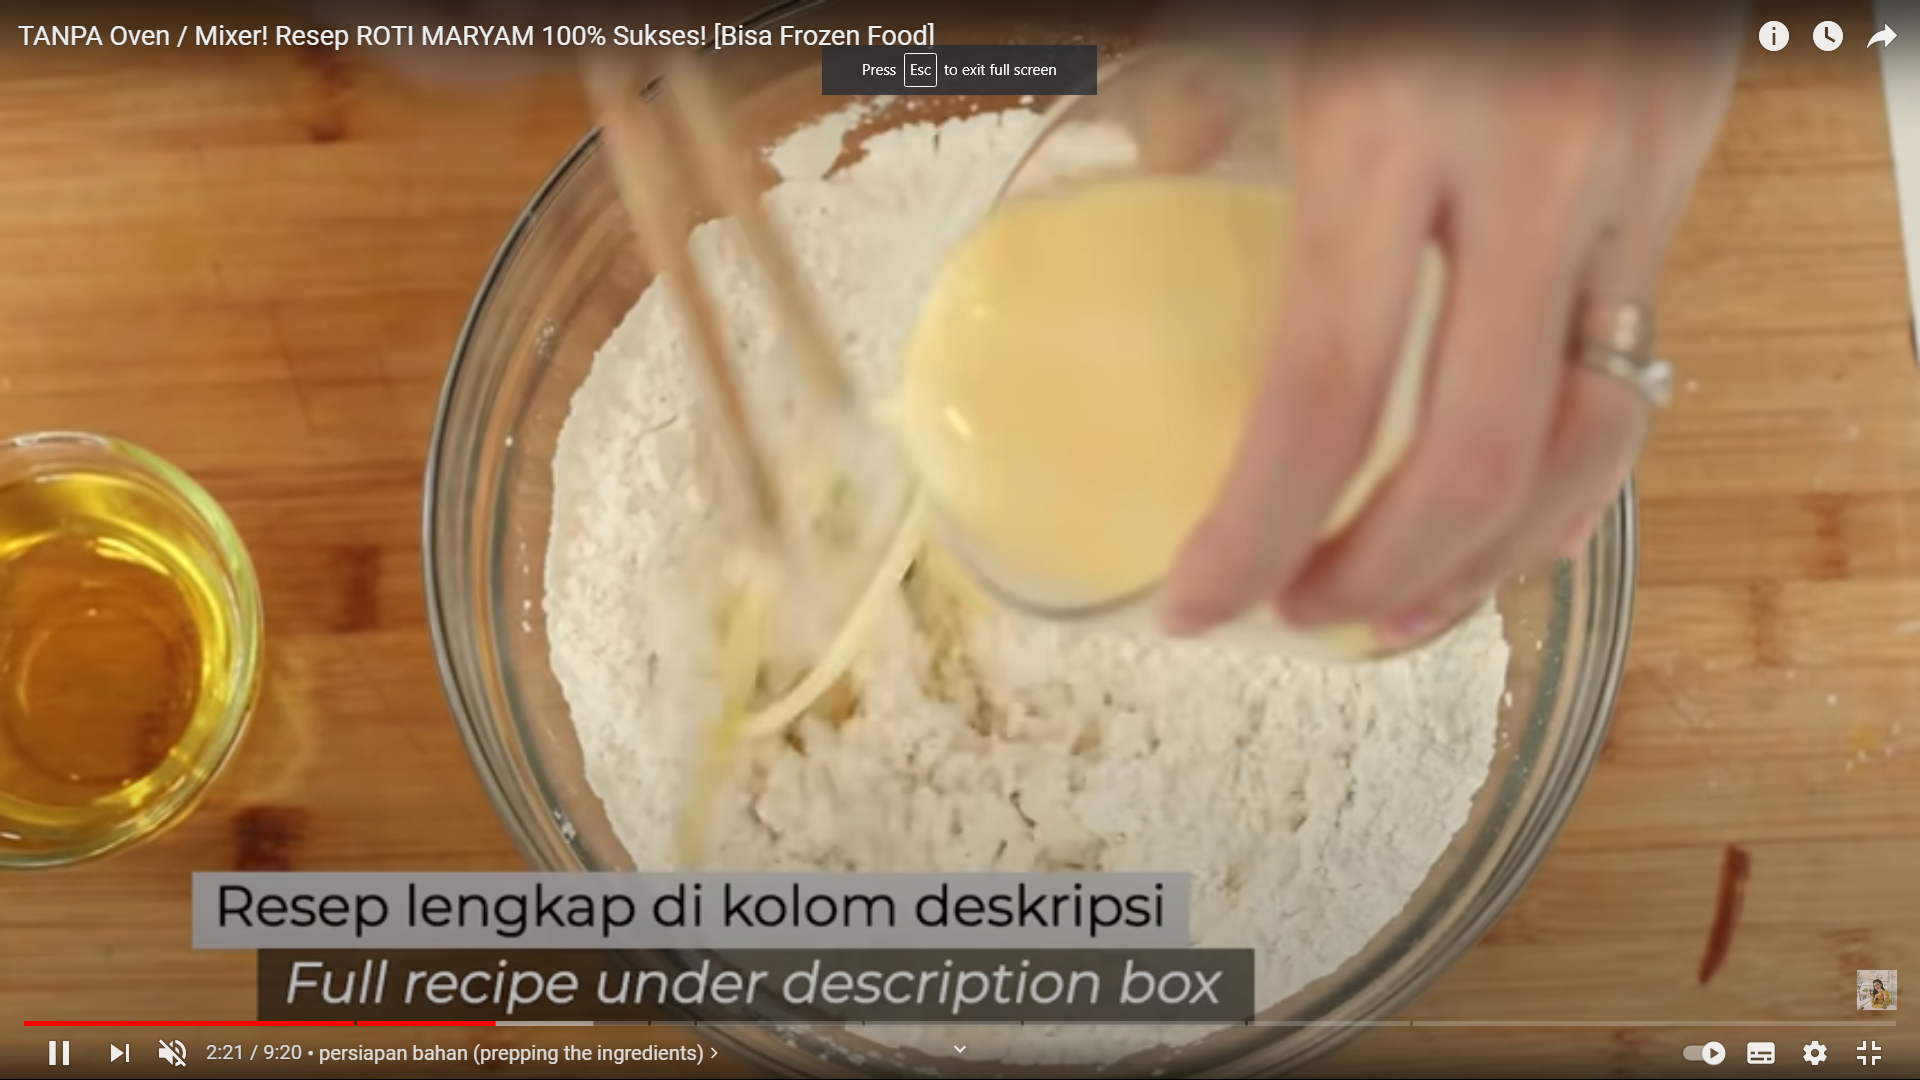 TANPA Oven / Mixer! Resep ROTI MARYAM 100% Sukses! [Bisa Frozen Food]
Press Esc to exit full screen
Resep lengkap di kolom deskripsi
Full recipe under description box
2:21 / 9:20 • persiapan bahan (prepping the ingredients) >